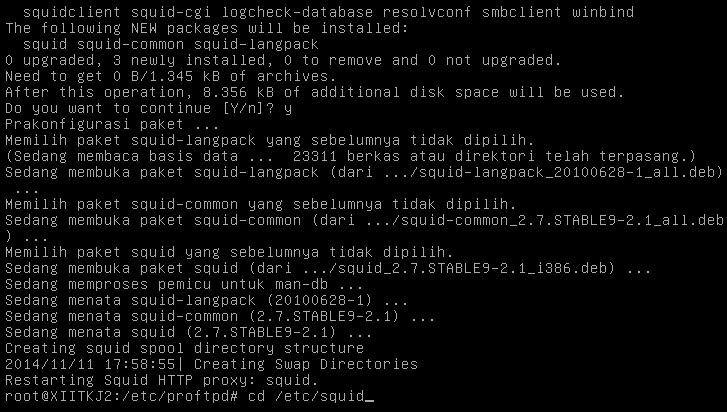 squidclient squid-cgi logcheck-database resolvconf smbclient winbind
The following NEW packages will be installed:
squid squid-common squid-langpack
0 upgraded, 3 newly installed, 0 to remove and 0 not upgraded.
Need to get 0 B/1.345 kB of archives.
After this operation, 8.356 kB of additional disk space will be used.
Do you want to continue [Y/n]? y
Prakonfigurasi paket ...
Memilih paket squid-langpack yang sebelumnya tidak dipilih.
(Sedang membaca basis data ...  23311 berkas atau direktori telah terpasang.)
Sedang membuka paket squid-langpack (dari .../squid-langpack_20100628-1_all.deb)
...
Memilih paket squid-common yang sebelumnya tidak dipilih.
Sedang membuka paket squid-common (dari .../squid-common_2.7.STABLE9-2.1_all.deb
) ...
Memilih paket squid yang sebelumnya tidak dipilih.
Sedang membuka paket squid (dari .../squid_2.7.STABLE9-2.1_i386.deb) ...
Sedang memproses pemicu untuk man-db ...
Sedang menata squid-langpack (20100628-1) ...
Sedang menata squid-common (2.7.STABLE9-2.1) ...
Sedang menata squid (2.7.STABLE9-2.1) ...
Creating squid spool directory structure
2014/11/11 17:58:55| Creating Swap Directories
Restarting Squid HTTP proxy: squid.
root@XIITKJ2:/etc/proftpd# cd /etc/squid_